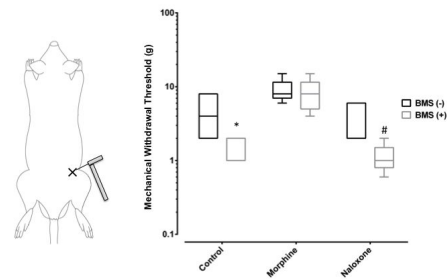 Mechanical Withdrawal Threshold (g)
100
10
1
0.1
*
#
Control
Morphine
Naloxone
BMS (-)
BMS (+)